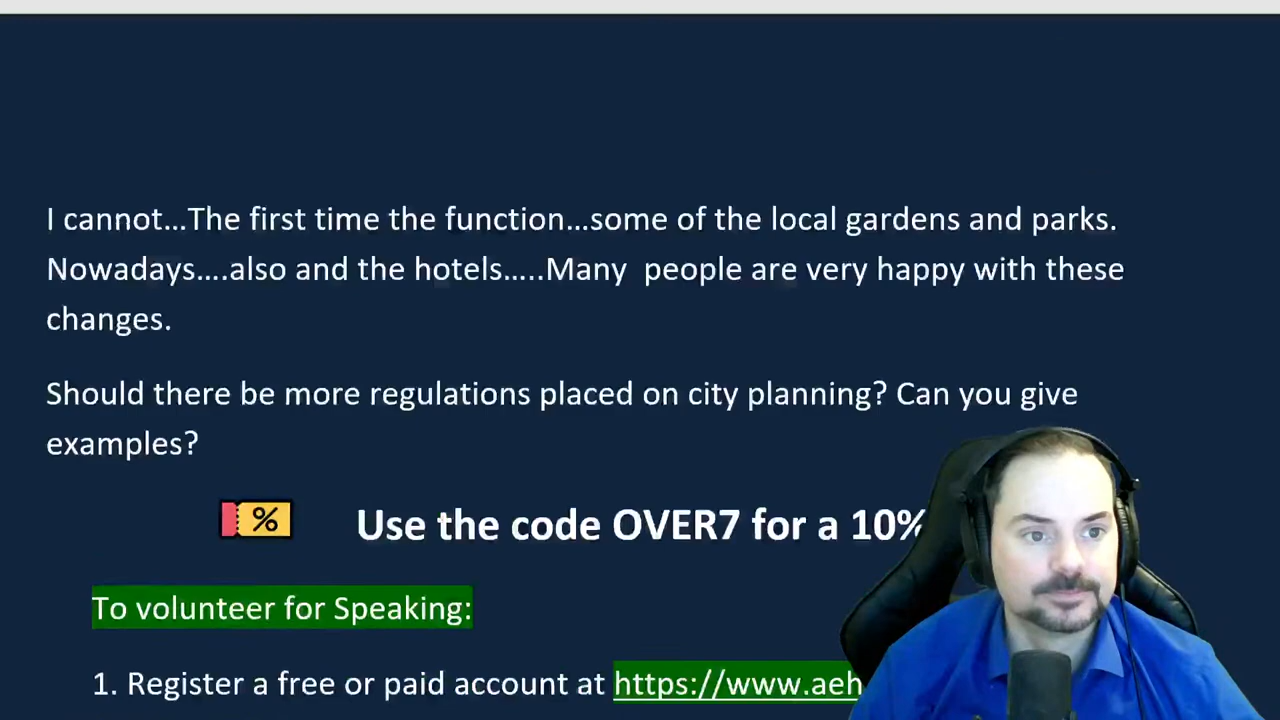 I cannot…The first time the function…some of the local gardens and parks.
Nowadays….also and the hotels…..Many  people are very happy with these
changes.
Should there be more regulations placed on city planning? Can you give
examples?
% Use the code OVER7 for a 10%
To volunteer for Speaking:
1. Register a free or paid account at https://www.aeh